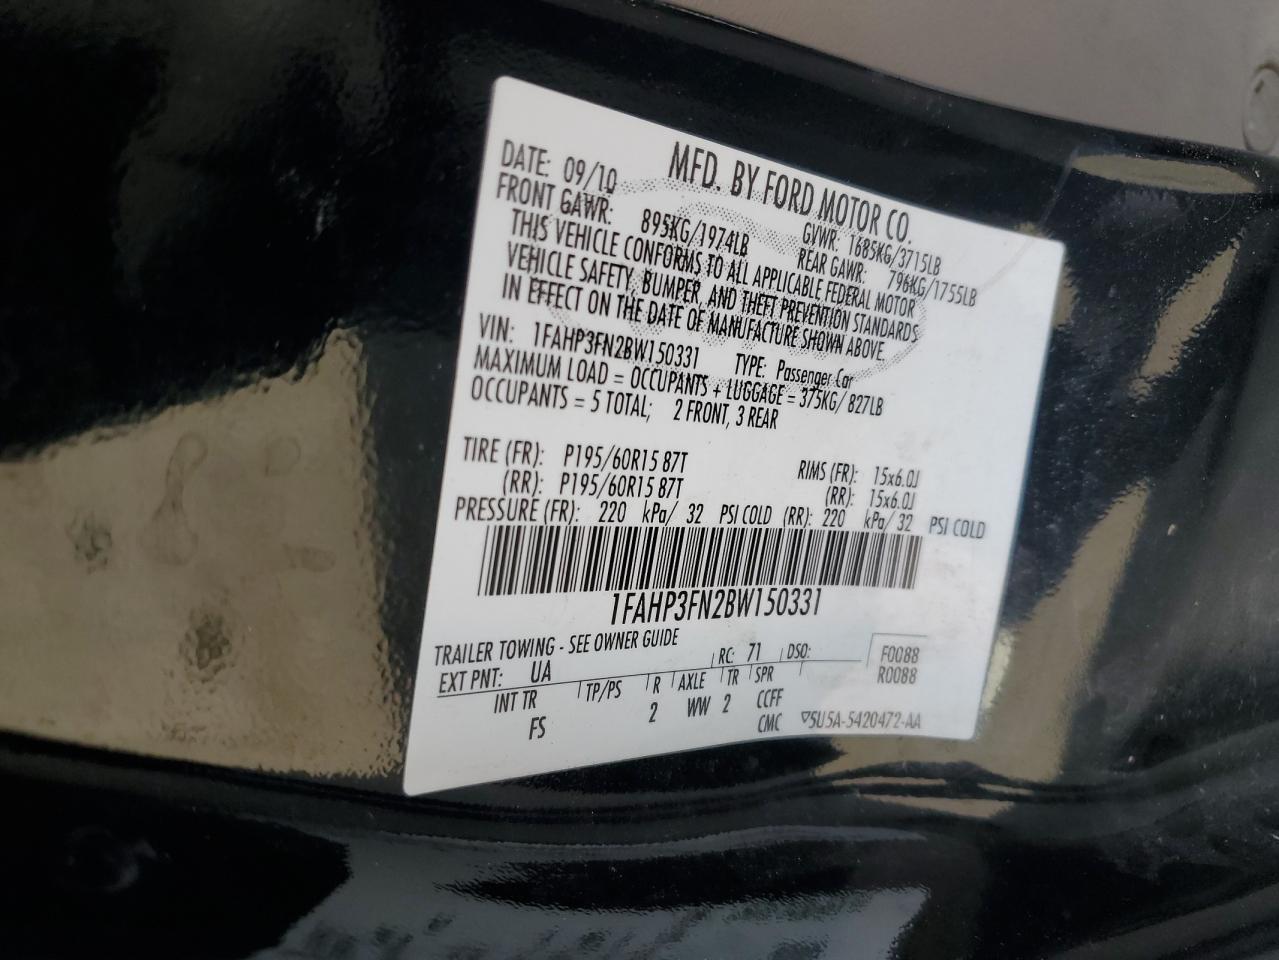 MFD. BY FORD MOTOR CO.
DATE: 09/10 GVWR: 1685KG/3715LB
FRONT GAWR: 895KG/1974LB REAR GAWR: 796KG/1755LB
THIS VEHICLE CONFORMS TO ALL APPLICABLE FEDERAL MOTOR
VEHICLE SAFETY, BUMPER, AND THEFT PREVENTION STANDARDS
IN EFFECT ON THE DATE OF MANUFACTURE SHOWN ABOVE.
VIN: 1FAHP3FN2BW150331 TYPE: Passenger Car
MAXIMUM LOAD = OCCUPANTS + LUGGAGE = 375KG/827LB
OCCUPANTS = 5 TOTAL; 2 FRONT, 3 REAR
TIRE (FR): P195/60R15 87T RIMS (FR): 15x6.0J
(RR): P195/60R15 87T (RR): 15x6.0J
PRESSURE (FR): 220 kPa/ 32 PSI COLD (RR): 220 kPa/ 32 PSI COLD
1FAHP3FN2BW150331
TRAILER TOWING - SEE OWNER GUIDE
EXT PNT: UA RC: 71 DSO: F0088
R0088
INT TR TP/PS R AXLE TR SPR
FS 2 WW 2 CCFF
CMC ▽5U5A-5420472-AA